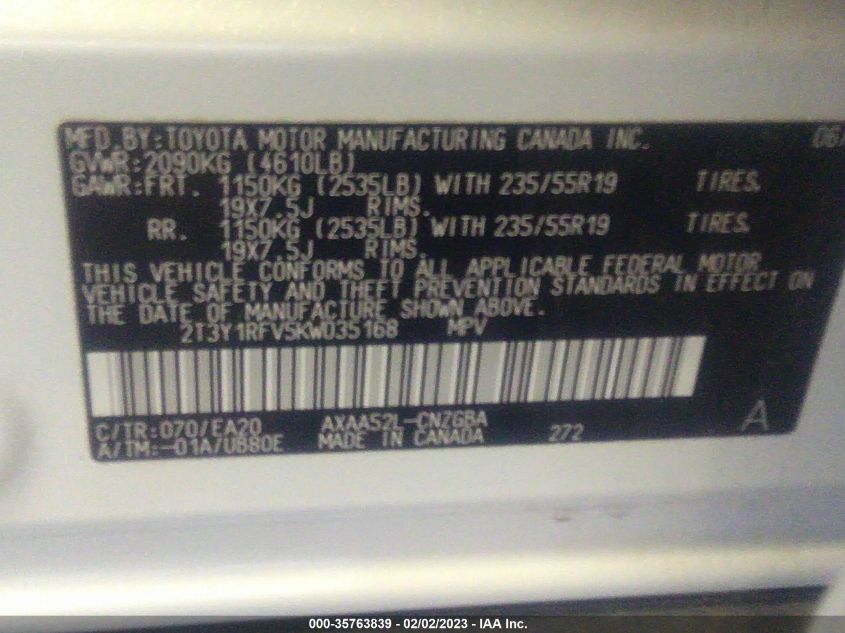 MFD.BY:TOYOTA MOTOR MANUFACTURING CANADA INC. 06/
GVWR:2090KG (4610LB)
GAWR:FRT. 1150KG (2535LB) WITH 235/55R19 TIRES.
19X7.5J RIMS.
RR. 1150KG (2535LB) WITH 235/55R19 TIRES.
19X7.5J RIMS.
THIS VEHICLE CONFORMS TO ALL APPLICABLE FEDERAL MOTOR
VEHICLE SAFETY AND THEFT PREVENTION STANDARDS IN EFFECT ON
THE DATE OF MANUFACTURE SHOWN ABOVE.
2T3Y1RFV5KW035168 MPV
C/TR:070/EA20 AXAA52L-CNZGBA
A/TM:-01A/UB80E MADE IN CANADA 272 A
000-35763839 - 02/02/2023 - IAA Inc.